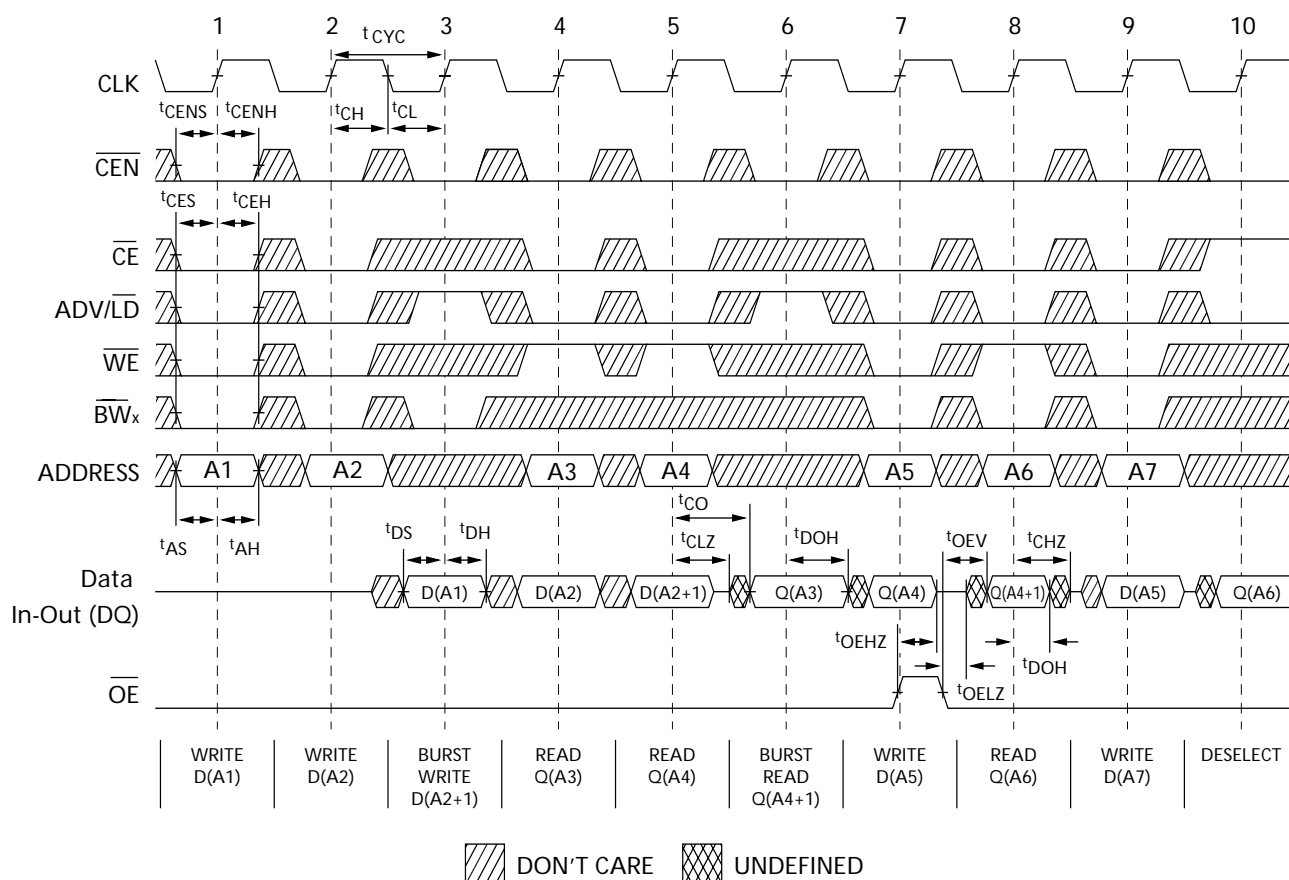 1 2 3 4 5 6 7 8 9 10
tCYC
CLK
tCENS tCENH tCH tCL
CEN
tCES tCEH
CE
ADV/LD
WE
BWx
ADDRESS A1 A2 A3 A4 A5 A6 A7
tCO
tAS tAH tDS tDH tCLZ tDOH tOEV tCHZ
Data
In-Out (DQ)
D(A1) D(A2) D(A2+1) Q(A3) Q(A4) Q(A4+1) D(A5) Q(A6)
tOEHZ tDOH
tOELZ
OE
WRITE
D(A1)
WRITE
D(A2)
BURST
WRITE
D(A2+1)
READ
Q(A3)
READ
Q(A4)
BURST
READ
Q(A4+1)
WRITE
D(A5)
READ
Q(A6)
WRITE
D(A7)
DESELECT
DON'T CARE UNDEFINED